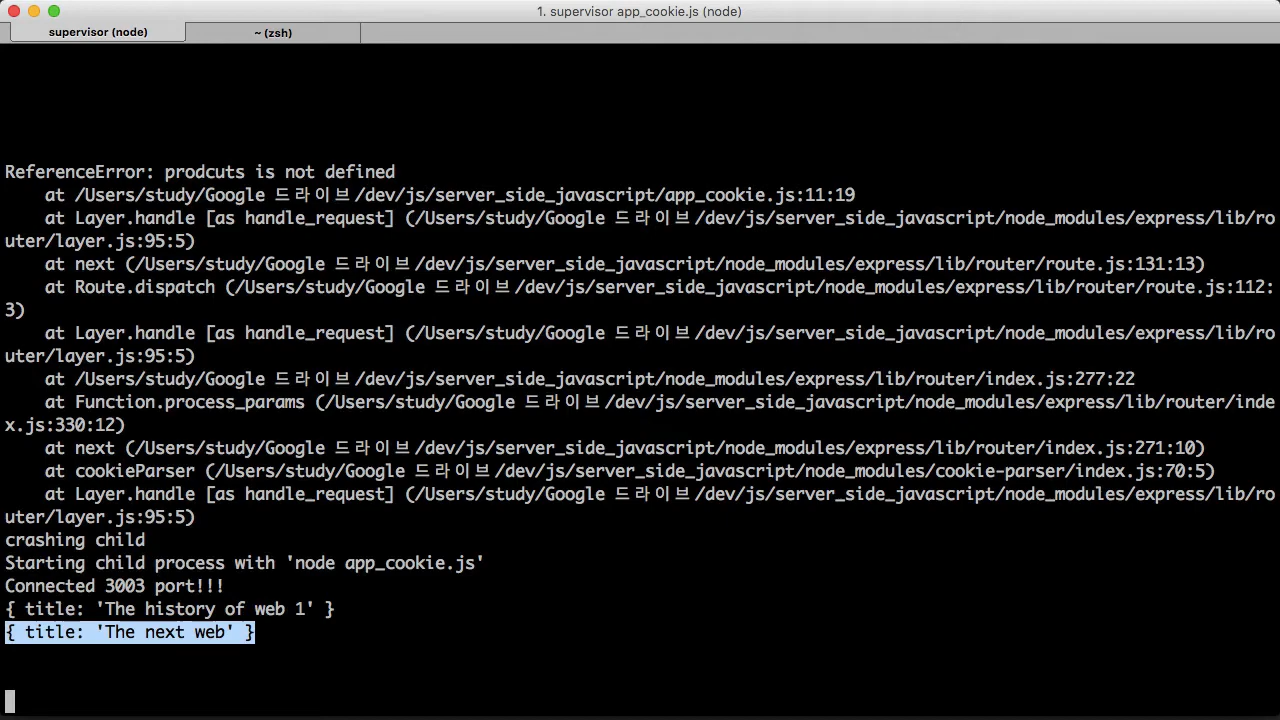 1. supervisor app_cookie.js (node)
supervisor (node)
~ (zsh)
ReferenceError: prodcuts is not defined
at /Users/study/Google 드라이브/dev/js/server_side_javascript/app_cookie.js:11:19
at Layer.handle [as handle_request] (/Users/study/Google 드라이브/dev/js/server_side_javascript/node_modules/express/lib/ro
uter/layer.js:95:5)
at next (/Users/study/Google 드라이브/dev/js/server_side_javascript/node_modules/express/lib/router/route.js:131:13)
at Route.dispatch (/Users/study/Google 드라이브/dev/js/server_side_javascript/node_modules/express/lib/router/route.js:112:
3)
at Layer.handle [as handle_request] (/Users/study/Google 드라이브/dev/js/server_side_javascript/node_modules/express/lib/ro
uter/layer.js:95:5)
at /Users/study/Google 드라이브/dev/js/server_side_javascript/node_modules/express/lib/router/index.js:277:22
at Function.process_params (/Users/study/Google 드라이브/dev/js/server_side_javascript/node_modules/express/lib/router/inde
x.js:330:12)
at next (/Users/study/Google 드라이브/dev/js/server_side_javascript/node_modules/express/lib/router/index.js:271:10)
at cookieParser (/Users/study/Google 드라이브/dev/js/server_side_javascript/node_modules/cookie-parser/index.js:70:5)
at Layer.handle [as handle_request] (/Users/study/Google 드라이브/dev/js/server_side_javascript/node_modules/express/lib/ro
uter/layer.js:95:5)
crashing child
Starting child process with 'node app_cookie.js'
Connected 3003 port!!!
{ title: 'The history of web 1' }
{ title: 'The next web' }